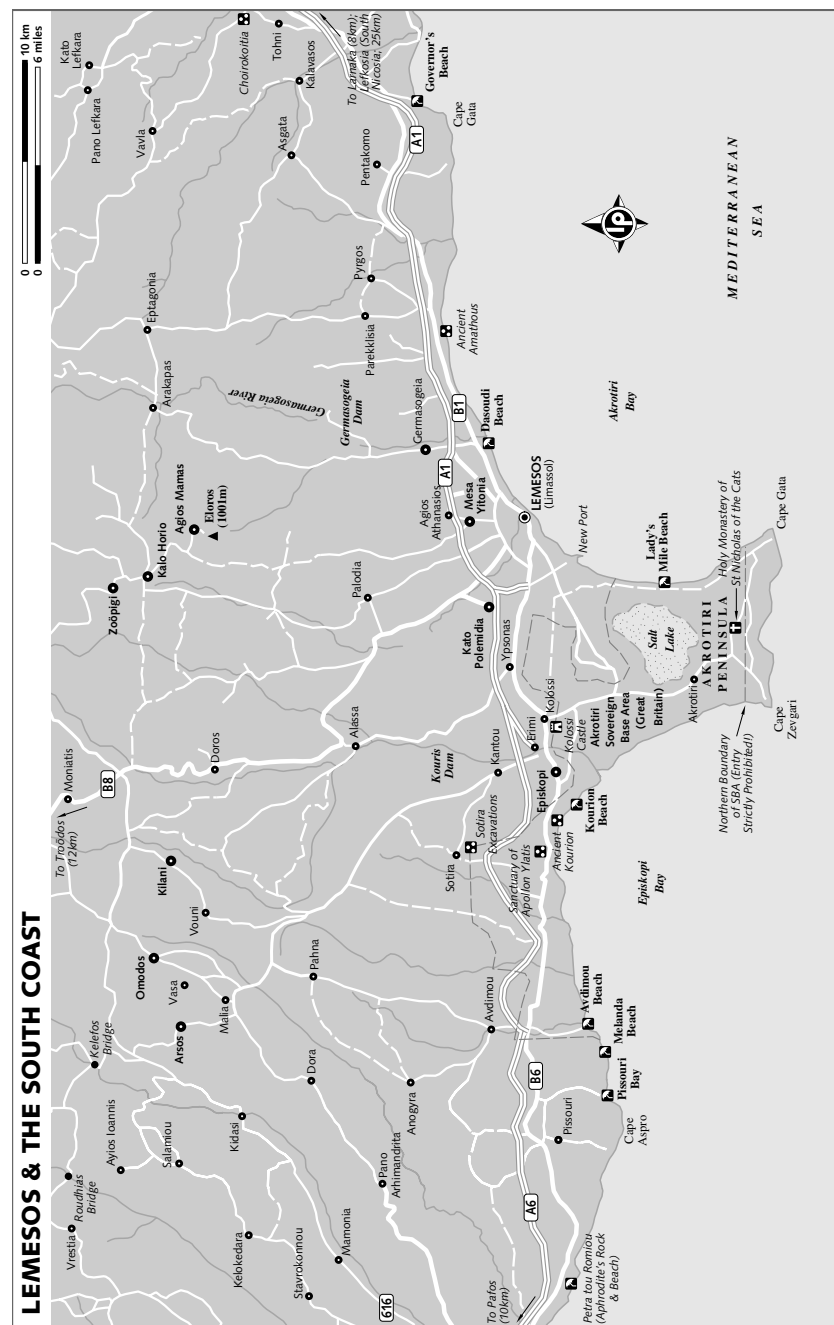 LEMESOS & THE SOUTH COAST
0 10 km
0 6 miles
Vrestia
Roudhias
Bridge
Kelefos
Bridge
To Troödos
(12km)
Moniatis
B8
Zoöpigi
Kalo Horio
Agios Mamas
Eloros
(1001m)
Arakapas
Eptagonia
Vavla
Pano Lefkara
Kato
Lefkara
Choirokoitia
Tohni
Kalavasos
Asgata
To Larnaka (8km);
Lefkosia (South
Nicosia; 25km)
Ayios Ioannis
Salamiou
Kidasi
Arsos
Vasa
Omodos
Malia
Vouni
Kilani
Doros
Germasogeia River
Kelokedara
Stavrokonnou
Mamonia
616
Pano
Arhimandrita
Dora
Pahna
Anogyra
Alassa
Palodia
Germasogeia
Dam
Parekklisia
Pyrgos
Pentakomo
Kouris
Dam
Avdimou
Sotira
Sotira
Excavations
Kantou
Kato
Polemidia
Agios
Athanasios
Mesa
Yitonia
Germasogeia
A1
A1
B1
Ancient
Amathous
Governor's
Beach
Cape
Gata
Dasoudi
Beach
To Pafos
(10km)
A6
B6
Pissouri
Sanctuary of
Apollon Ylatis
Ancient
Kourion
Episkopi
Erimi
Ypsonas
Kolossi
Kolossi
Castle
LEMESOS
(Limassol)
New Port
Petra tou Romiou
(Aphrodite's Rock
& Beach)
Cape
Aspro
Pissouri
Bay
Melanda
Beach
Avdimou
Beach
Kourion
Beach
Akrotiri
Sovereign
Base Area
(Great
Britain)
Episkopi
Bay
Salt
Lake
Lady's
Mile Beach
Akrotiri
Bay
Akrotiri
AKROTIRI
PENINSULA
Holy Monastery of
St Nicholas of the Cats
Northern Boundary
of SBA (Entry
Strictly Prohibited!)
Cape
Zevgari
Cape Gata
lp
MEDITERRANEAN
SEA